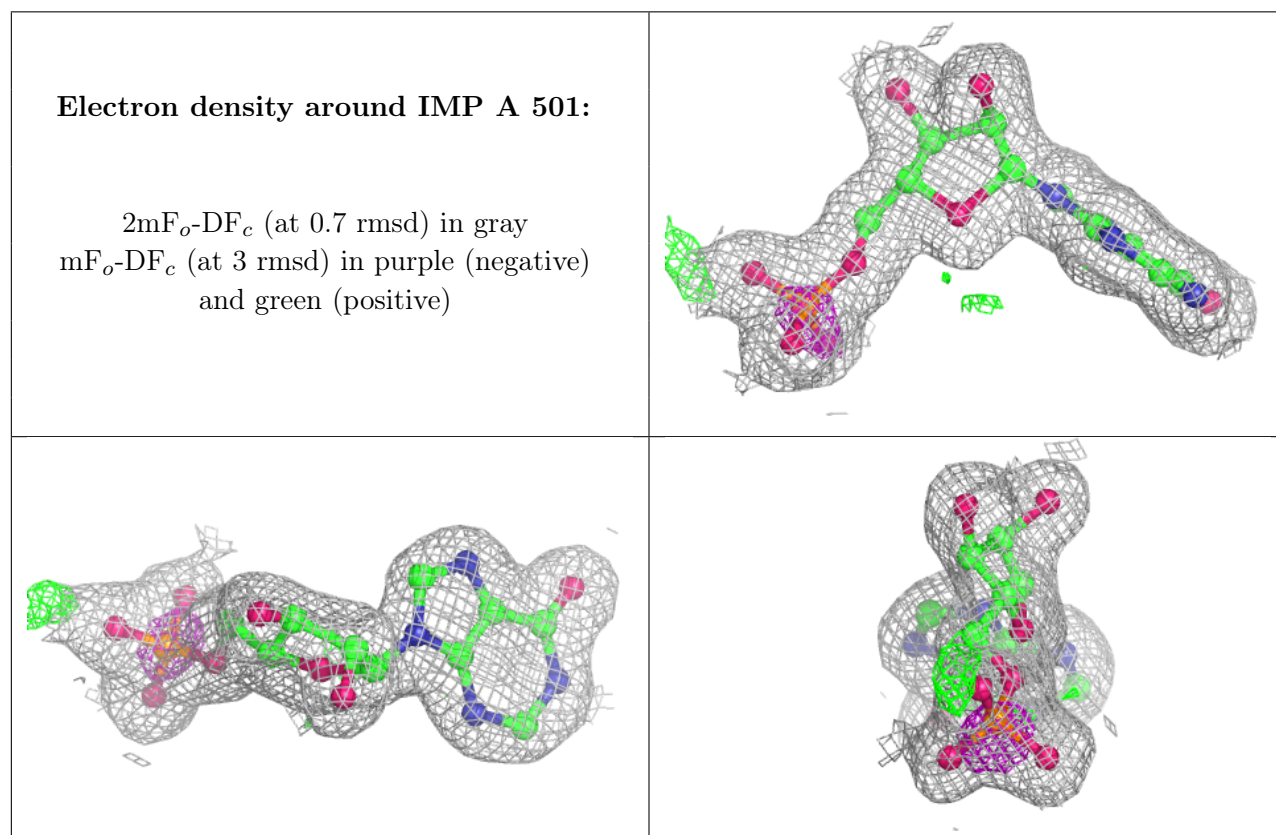 Electron density around IMP A 501:
2mFo-DFc (at 0.7 rmsd) in gray
mFo-DFc (at 3 rmsd) in purple (negative)
and green (positive)